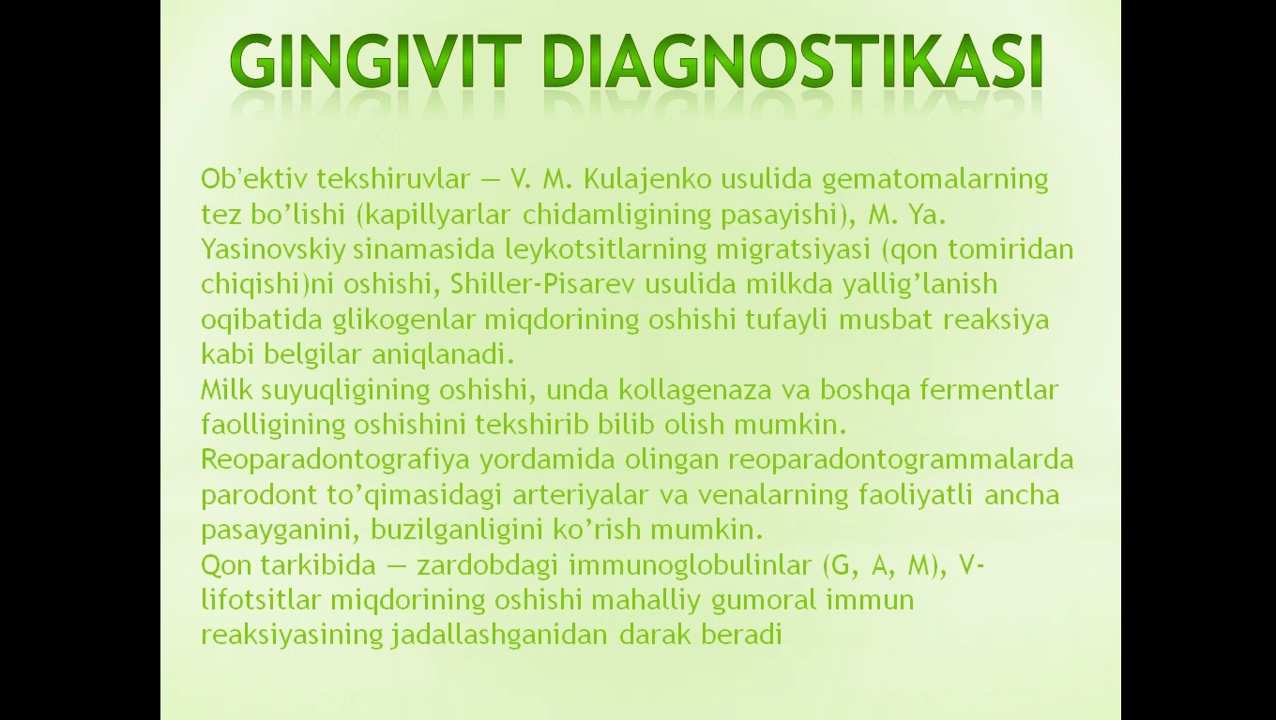 GINGIVIT DIAGNOSTIKASI
Ob’ektiv tekshiruvlar — V. M. Kulajenko usulida gematomalarning
tez bo’lishi (kapillyarlar chidamligining pasayishi), M. Ya.
Yasinovskiy sinamasida leykotsitlarning migratsiyasi (qon tomiridan
chiqishi)ni oshishi, Shiller-Pisarev usulida milkda yallig’lanish
oqibatida glikogenlar miqdorining oshishi tufayli musbat reaksiya
kabi belgilar aniqlanadi.
Milk suyuqligining oshishi, unda kollagenaza va boshqa fermentlar
faolligining oshishini tekshirib bilib olish mumkin.
Reoparadontografiya yordamida olingan reoparadontogrammalarda
parodont to’qimasidagi arteriyalar va venalarning faoliyatli ancha
pasayganini, buzilganligini ko’rish mumkin.
Qon tarkibida — zardobdagi immunoglobulinlar (G, A, M), V-
lifotsitlar miqdorining oshishi mahalliy gumoral immun
reaksiyasining jadallashganidan darak beradi